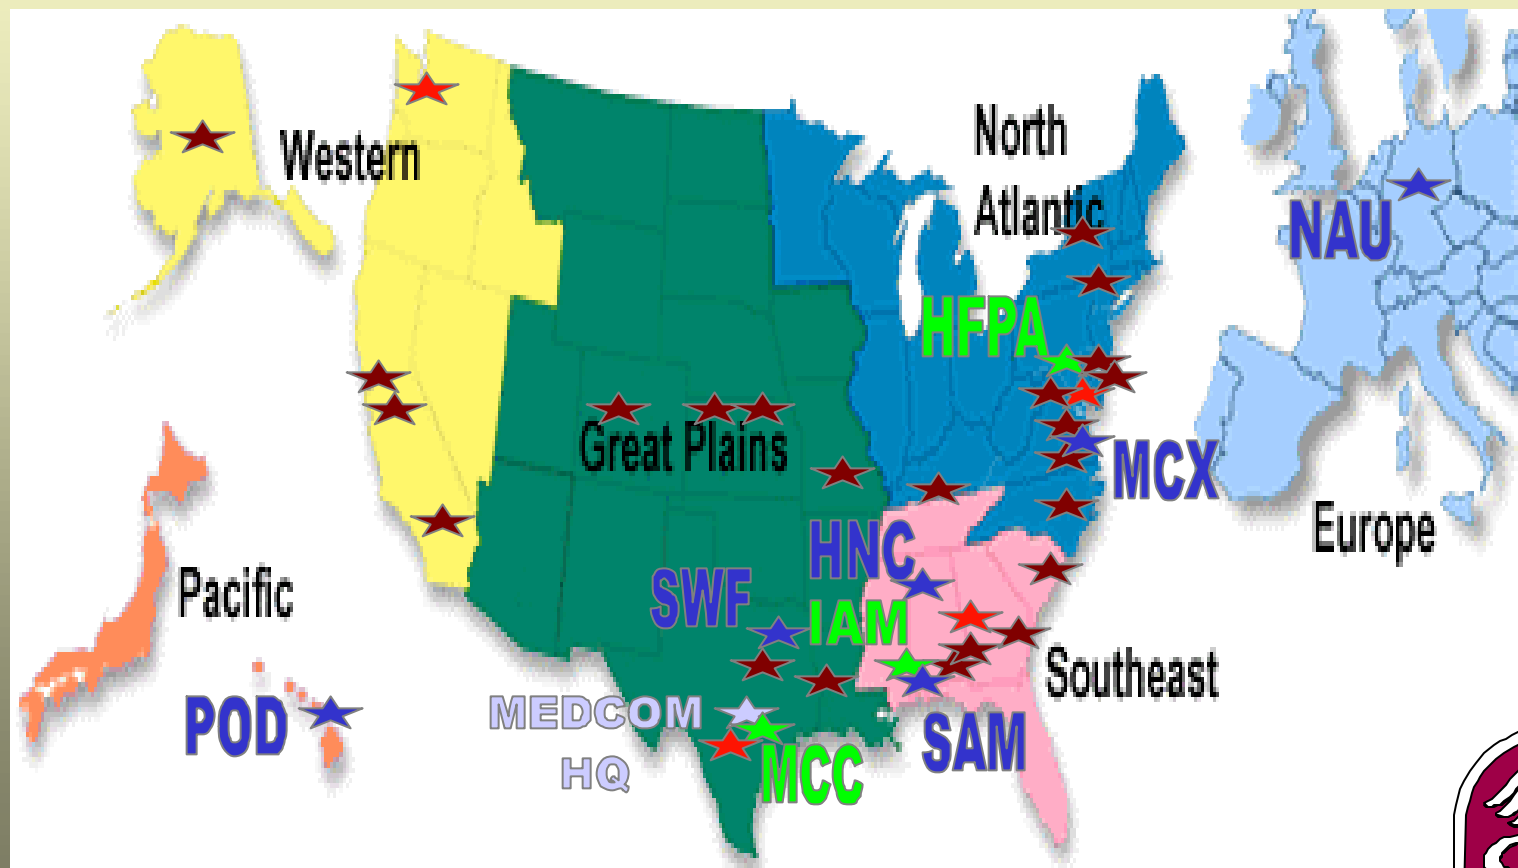 Western
North
Atlantic
NAU
HFPA
Great Plains
MCX
Europe
HNC
Pacific
SWF
IAM
Southeast
MEDCOM
HQ
POD
SAM
MCC